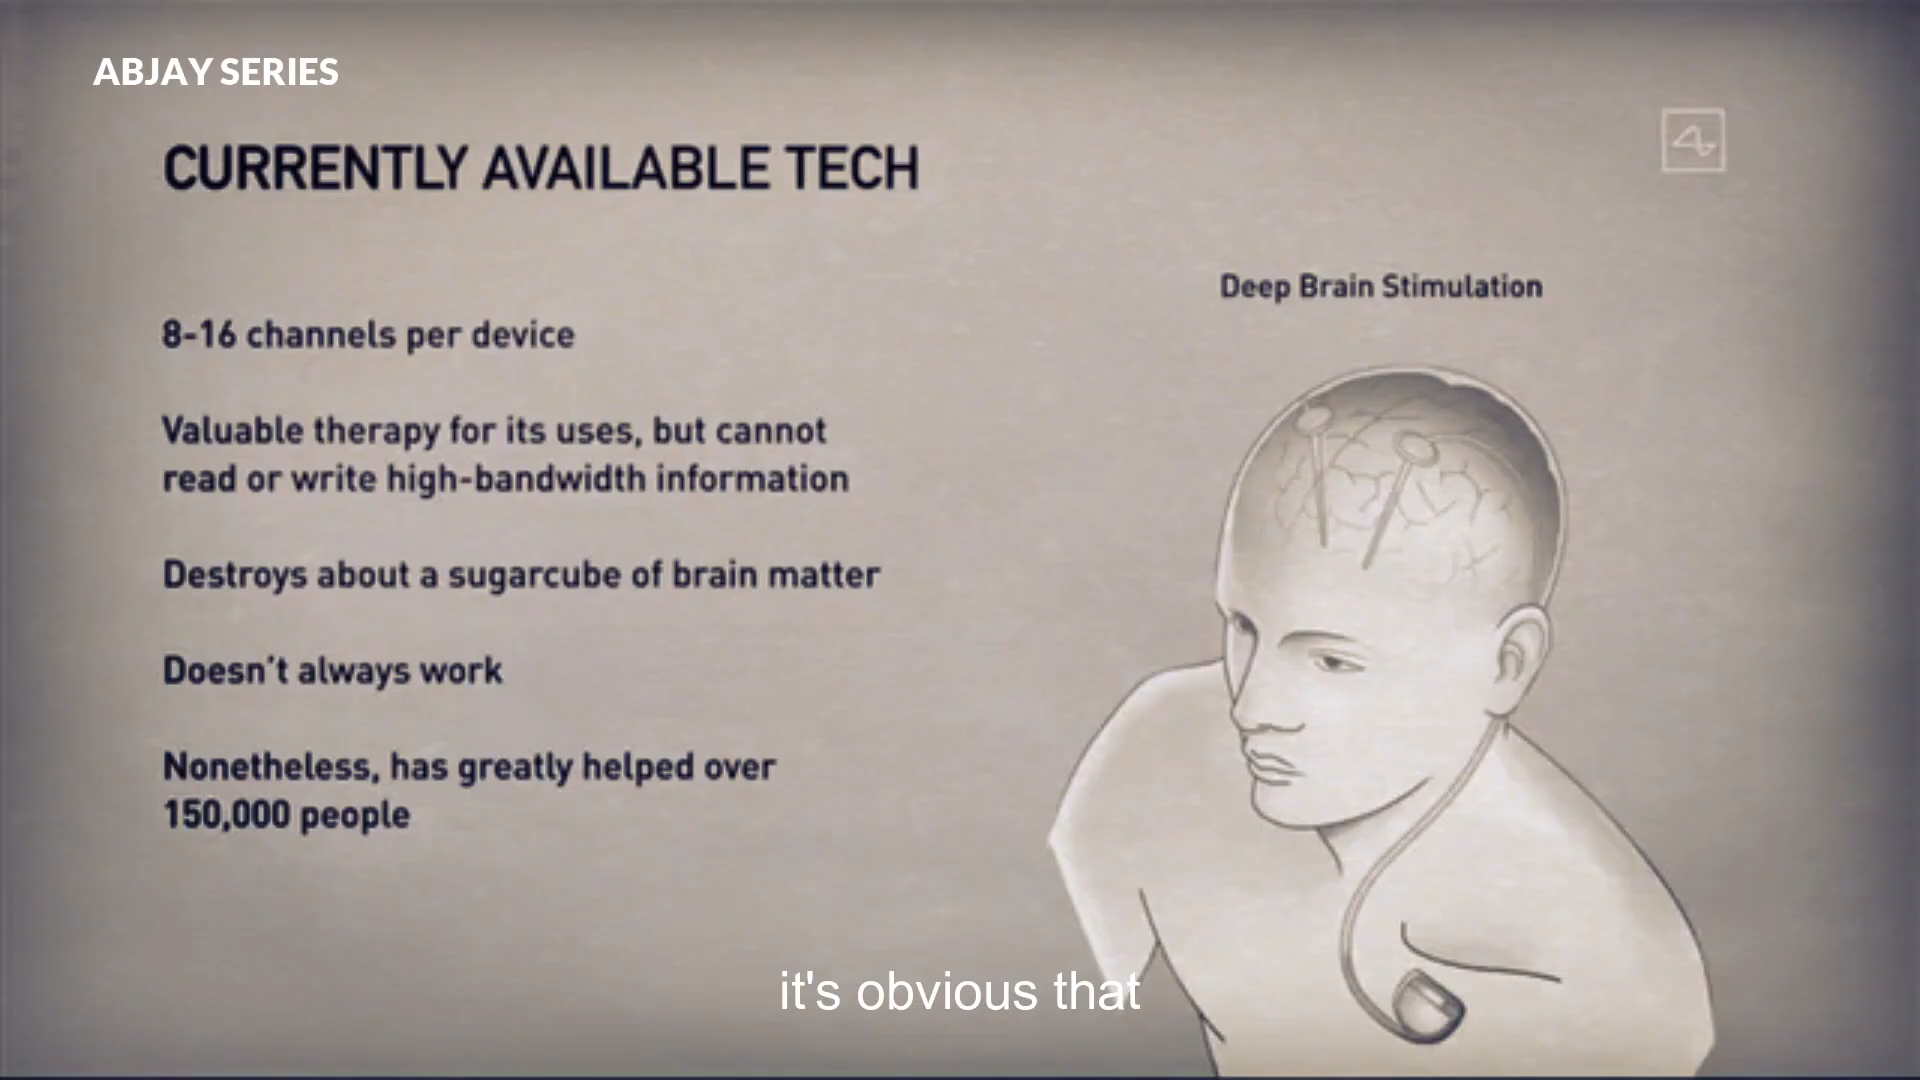 ABJAY SERIES
CURRENTLY AVAILABLE TECH
Deep Brain Stimulation
8-16 channels per device
Valuable therapy for its uses, but cannot
read or write high-bandwidth information
Destroys about a sugarcube of brain matter
Doesn't always work
Nonetheless, has greatly helped over
150,000 people
it's obvious that